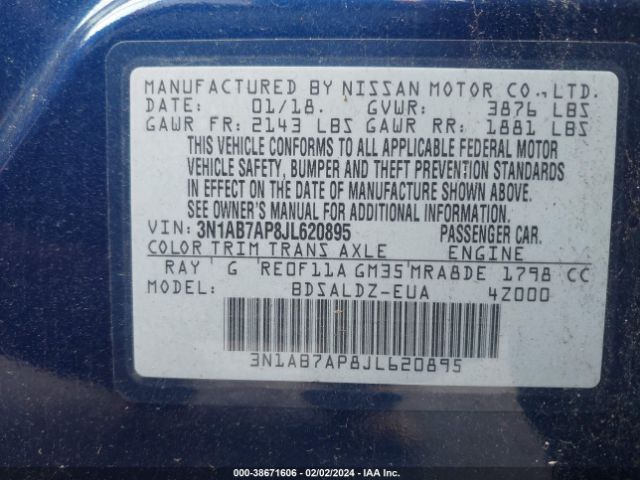 MANUFACTURED BY NISSAN MOTOR CO.,LTD.
DATE: 01/18. GVWR: 3876 LBS
GAWR FR: 2143 LBS GAWR RR: 1881 LBS
THIS VEHICLE CONFORMS TO ALL APPLICABLE FEDERAL MOTOR
VEHICLE SAFETY, BUMPER AND THEFT PREVENTION STANDARDS
IN EFFECT ON THE DATE OF MANUFACTURE SHOWN ABOVE.
SEE OWNER'S MANUAL FOR ADDITIONAL INFORMATION.
VIN: 3N1AB7AP8JL620895 PASSENGER CAR.
COLOR TRIM TRANS AXLE ENGINE
RAY G RE0F11A GM35 MRA8DE 1798 CC
MODEL: BDSALDZ-EUA 4Z000
3N1AB7AP8JL620895
000-38671606 - 02/02/2024 - IAA Inc.